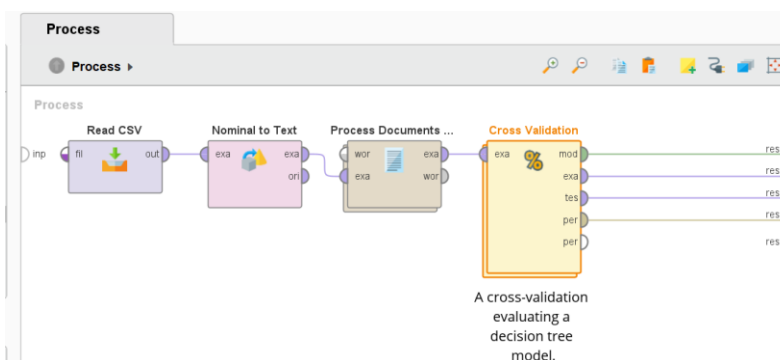 Process
Process
Process
Read CSV
Nominal to Text
Process Documents ...
Cross Validation
inp
fil
out
exa
exa
ori
wor
exa
exa
wor
exa
mod
exa
tes
per
per
res
res
res
res
res
A cross-validation
evaluating a
decision tree
model.